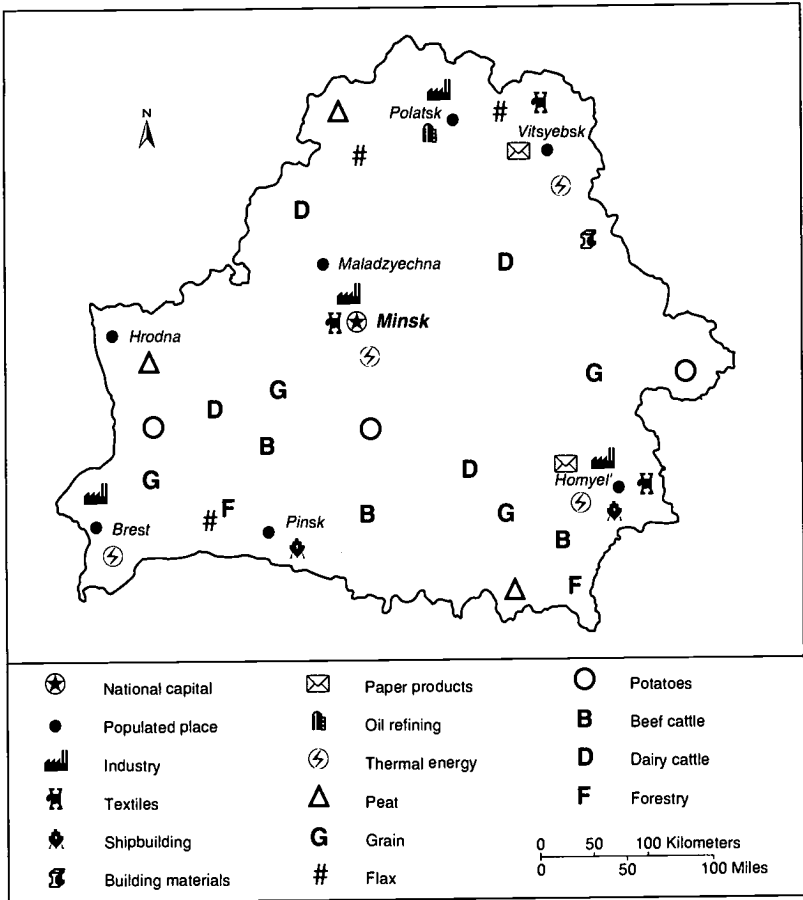 N
Polatsk
#
Vitsyebsk
#
D
Maladzyechna
D
Minsk
Hrodna
G
G
D
B
D
G
Homyel'
F
#
Pinsk
B
G
Brest
B
F
National capital
Paper products
Potatoes
Populated place
Oil refining
B Beef cattle
Industry
Thermal energy
D Dairy cattle
Textiles
Peat
F Forestry
Shipbuilding
G Grain
0 50 100 Kilometers
0 50 100 Miles
Building materials
# Flax